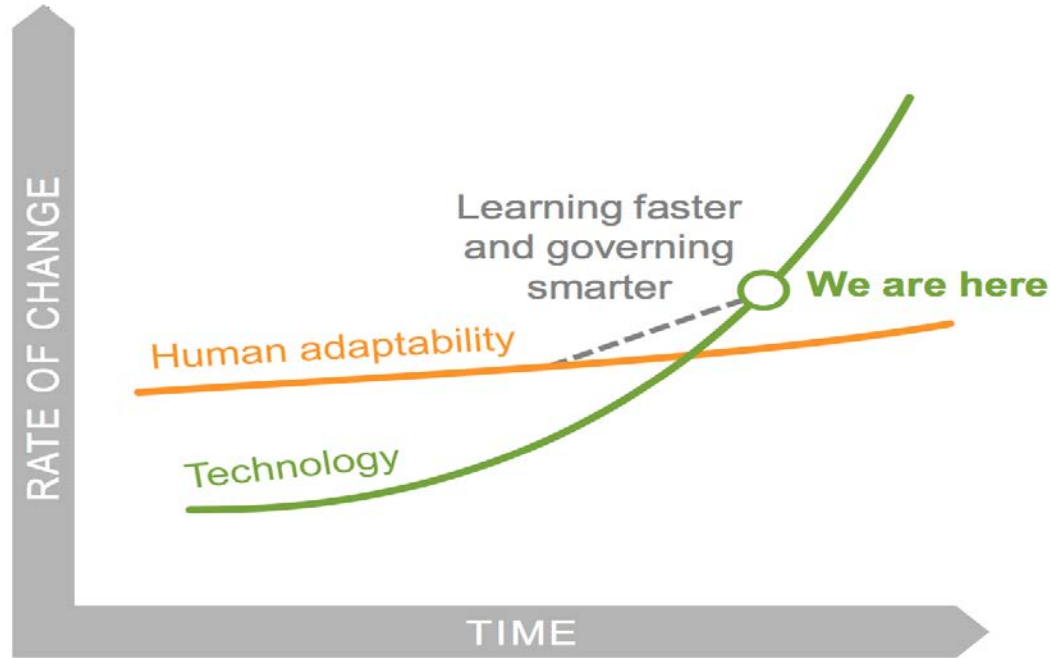 RATE OF CHANGE
Learning faster
and governing
smarter
We are here
Human adaptability
Technology
TIME